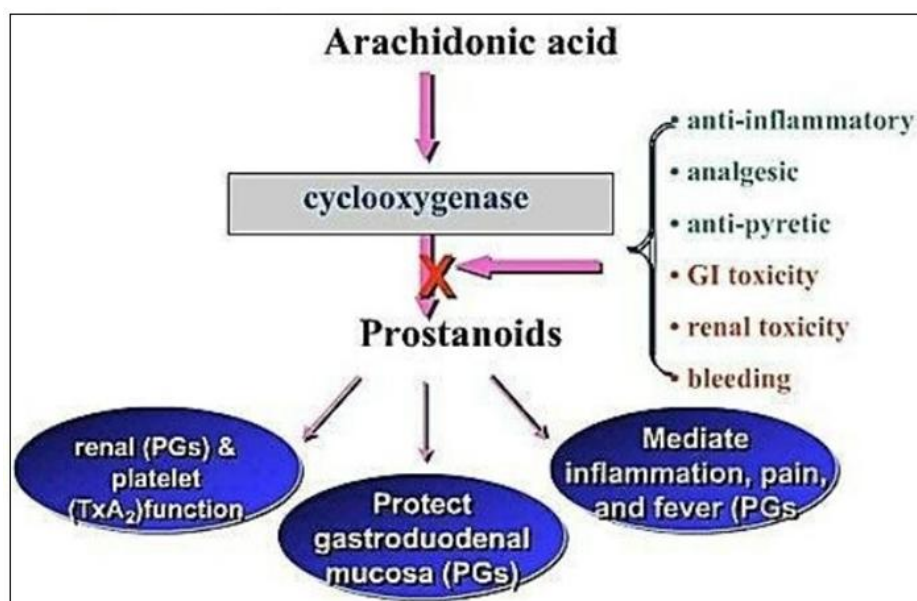 Arachidonic acid
cyclooxygenase
• anti-inflammatory
• analgesic
• anti-pyretic
• GI toxicity
• renal toxicity
• bleeding
X
Prostanoids
renal (PGs) &
platelet
(TxA₂)function
Protect
gastroduodenal
mucosa (PGs)
Mediate
inflammation, pain,
and fever (PGs